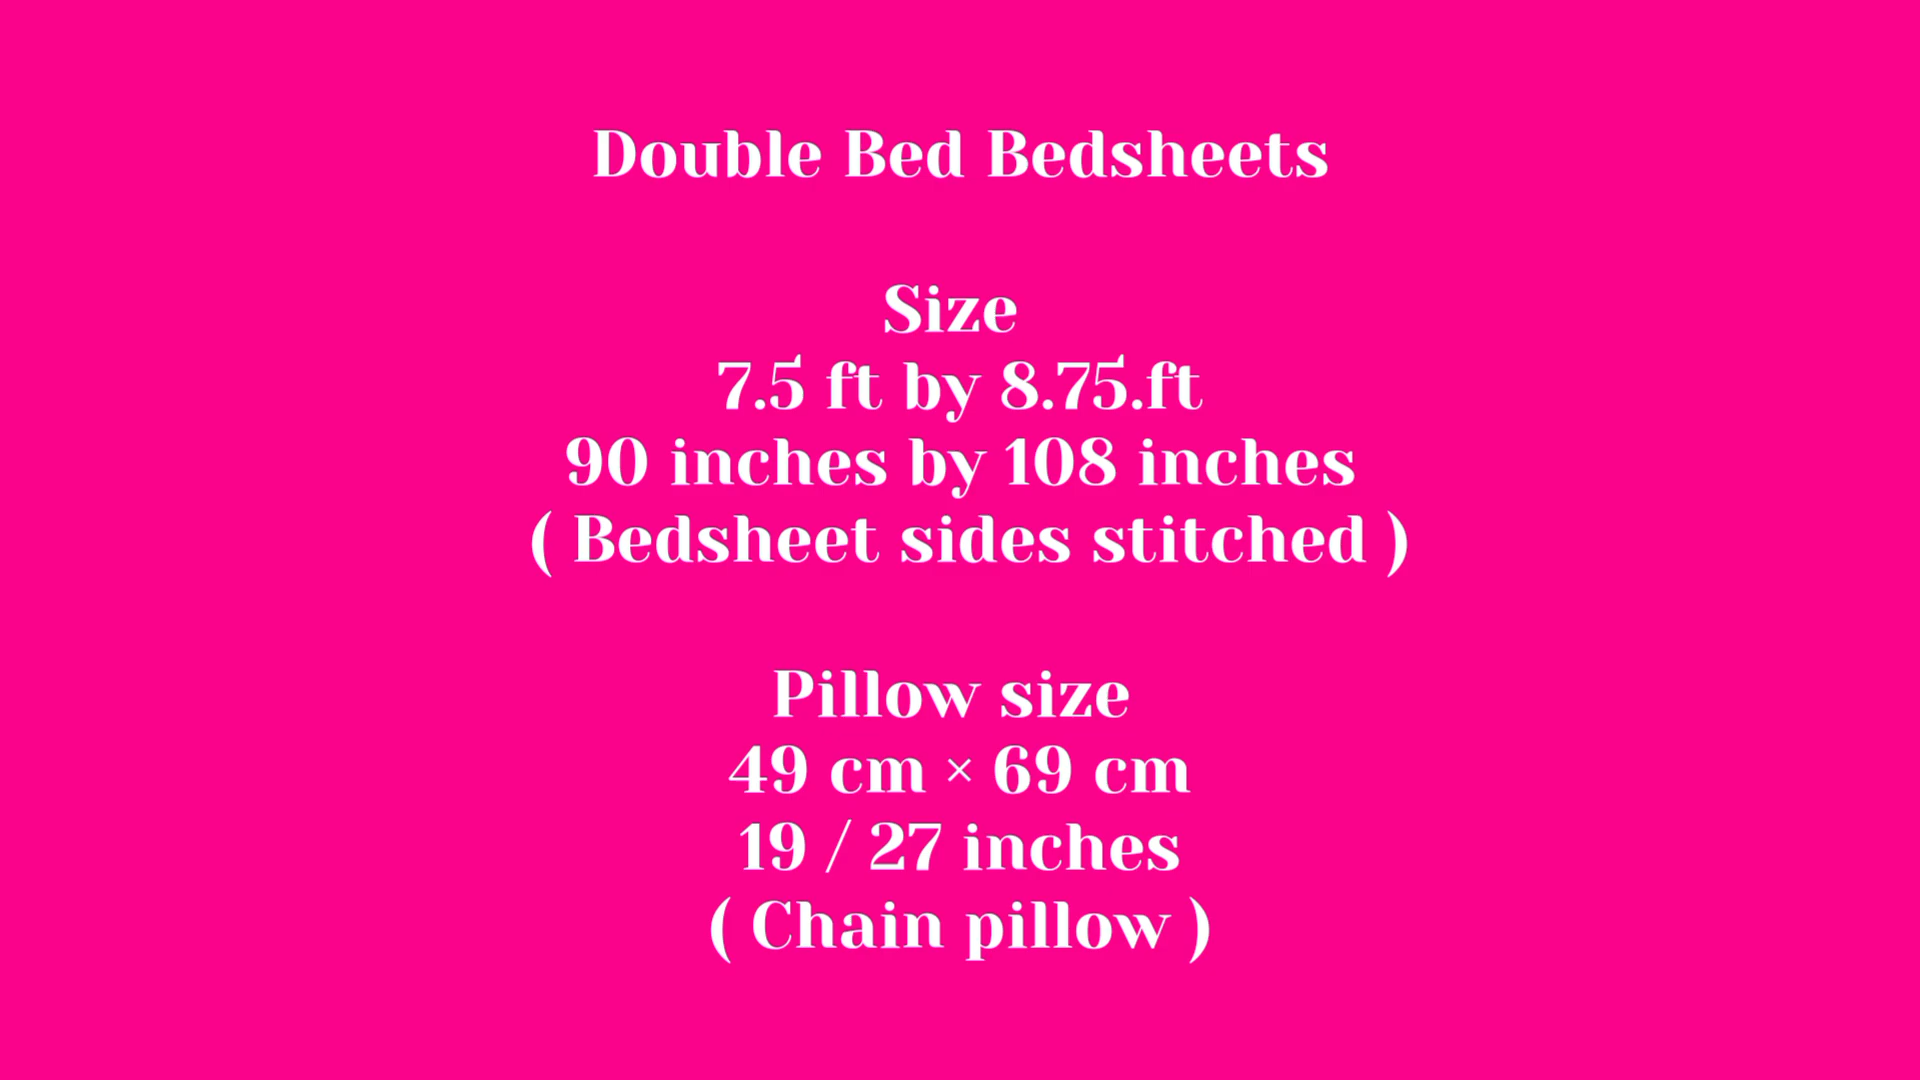 Double Bed Bedsheets
Size
7.5 ft by 8.75.ft
90 inches by 108 inches
( Bedsheet sides stitched )
Pillow size
49 cm × 69 cm
19 / 27 inches
( Chain pillow )